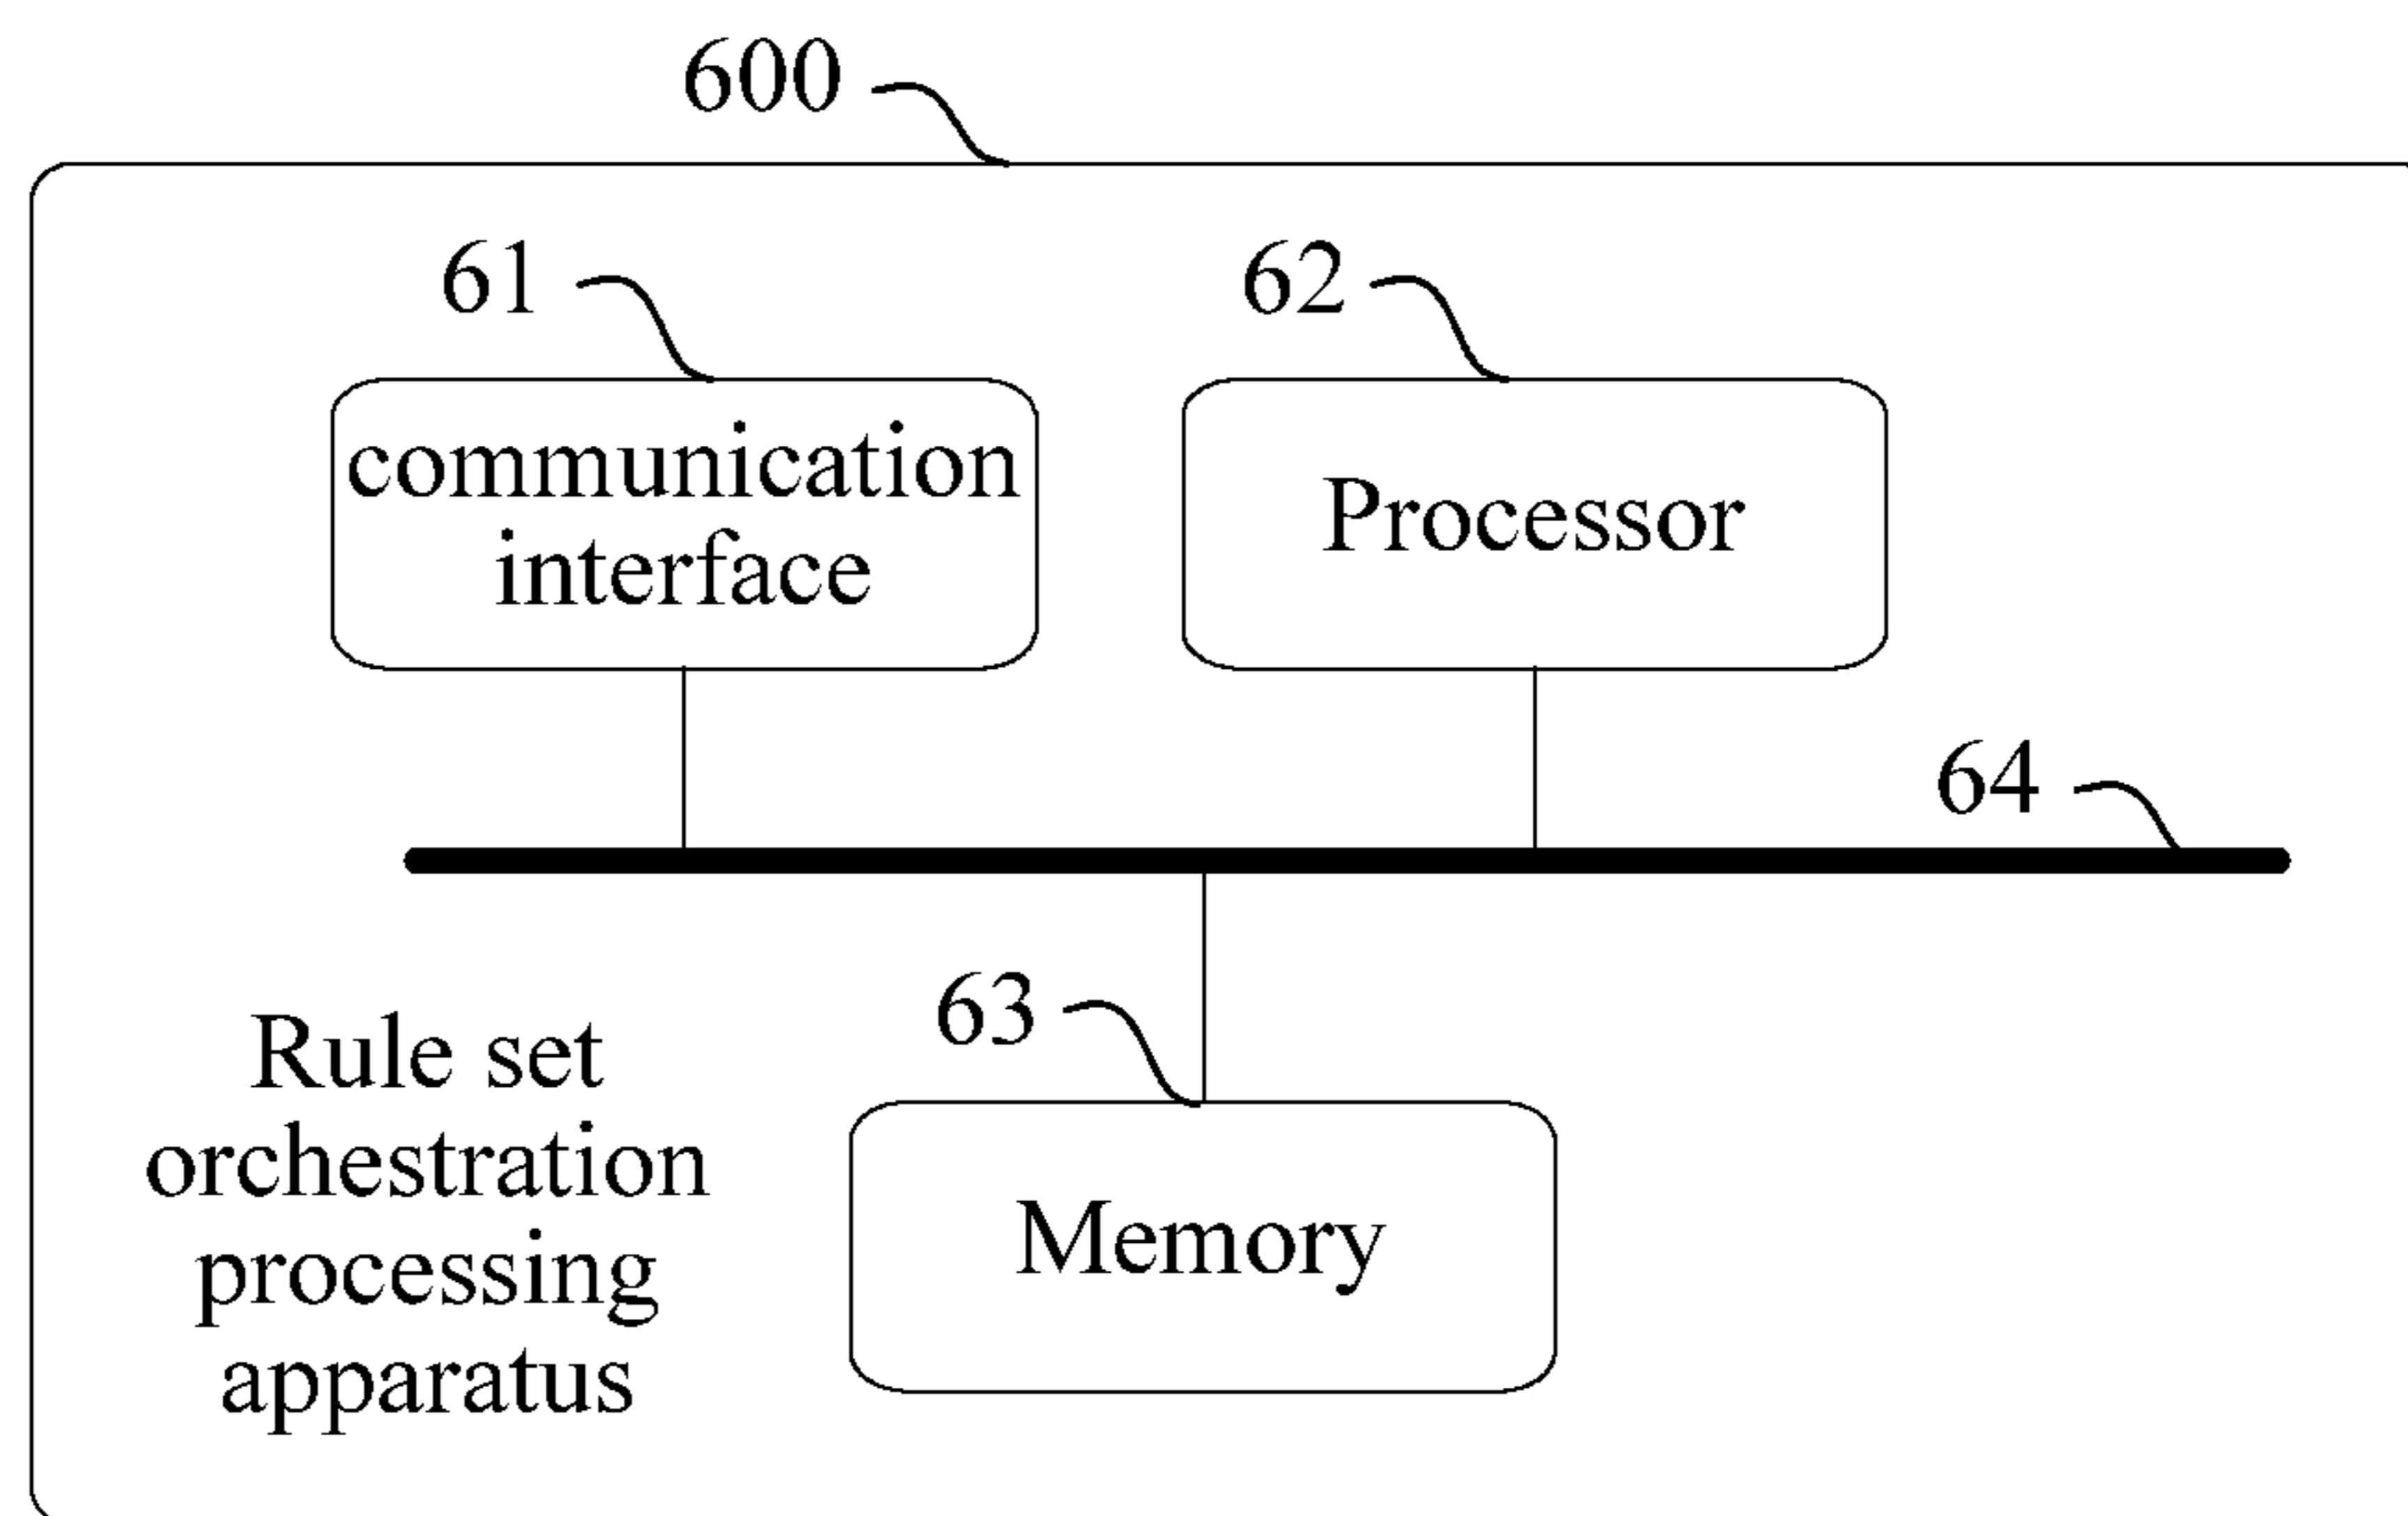 600
61
62
communication
interface
Processor
64
63
Rule set
orchestration
processing
apparatus
Memory